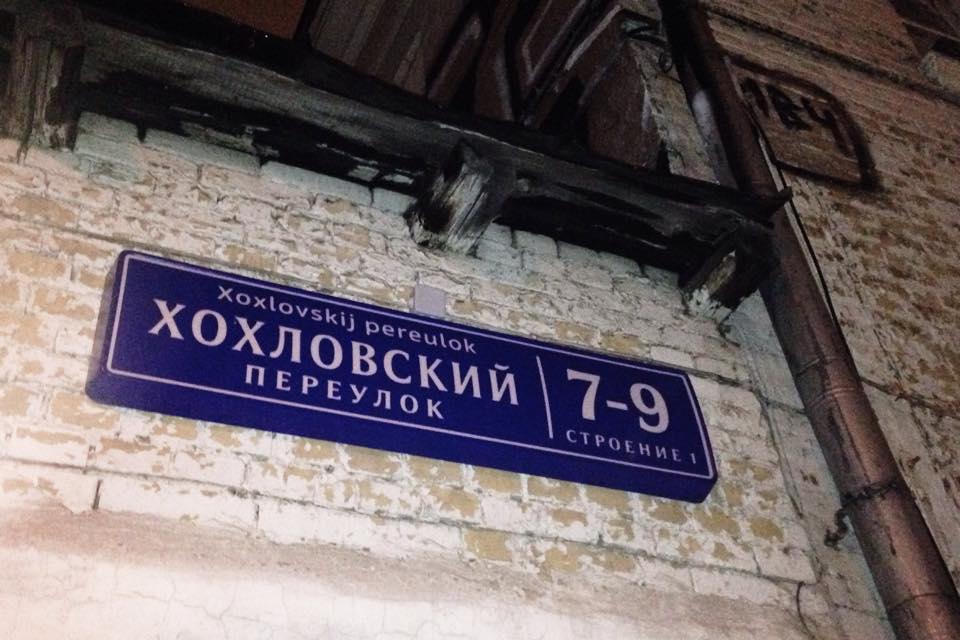 Xoxlovskij pereulok
ХОХЛОВСКИЙ
ПЕРЕУЛОК
7-9
СТРОЕНИЕ 1